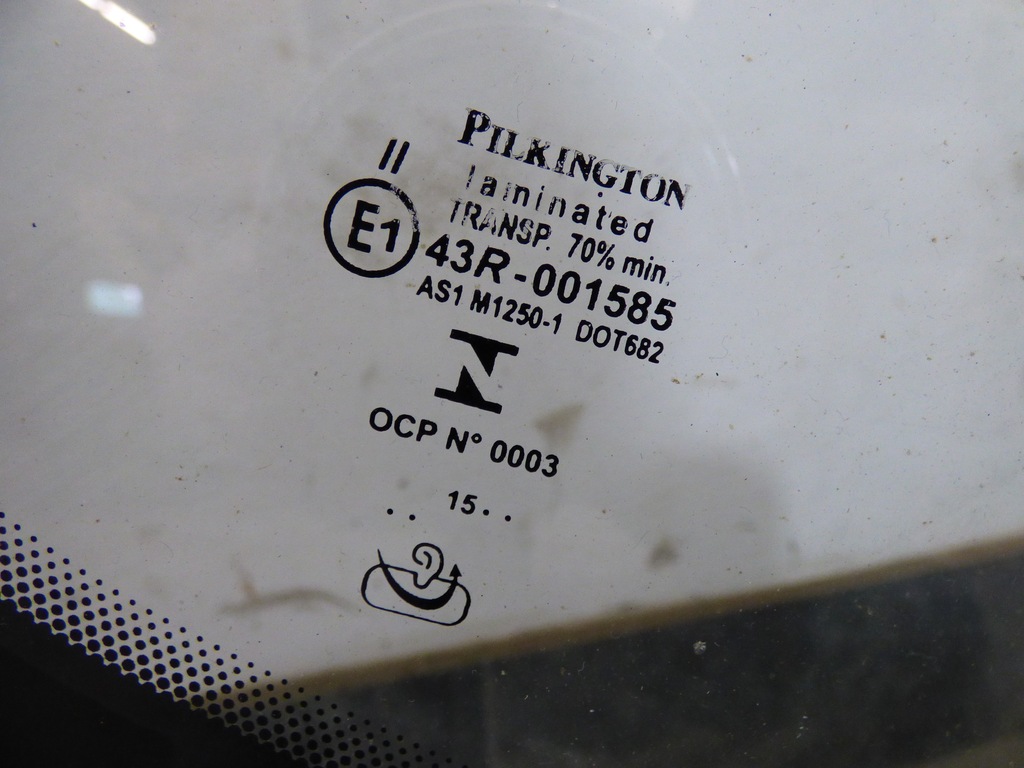 PILKINGTON
laminated
TRANSP. 70% min.
II
E1
43R-001585
AS1 M1250-1 DOT682
OCP N° 0003
.. 15..